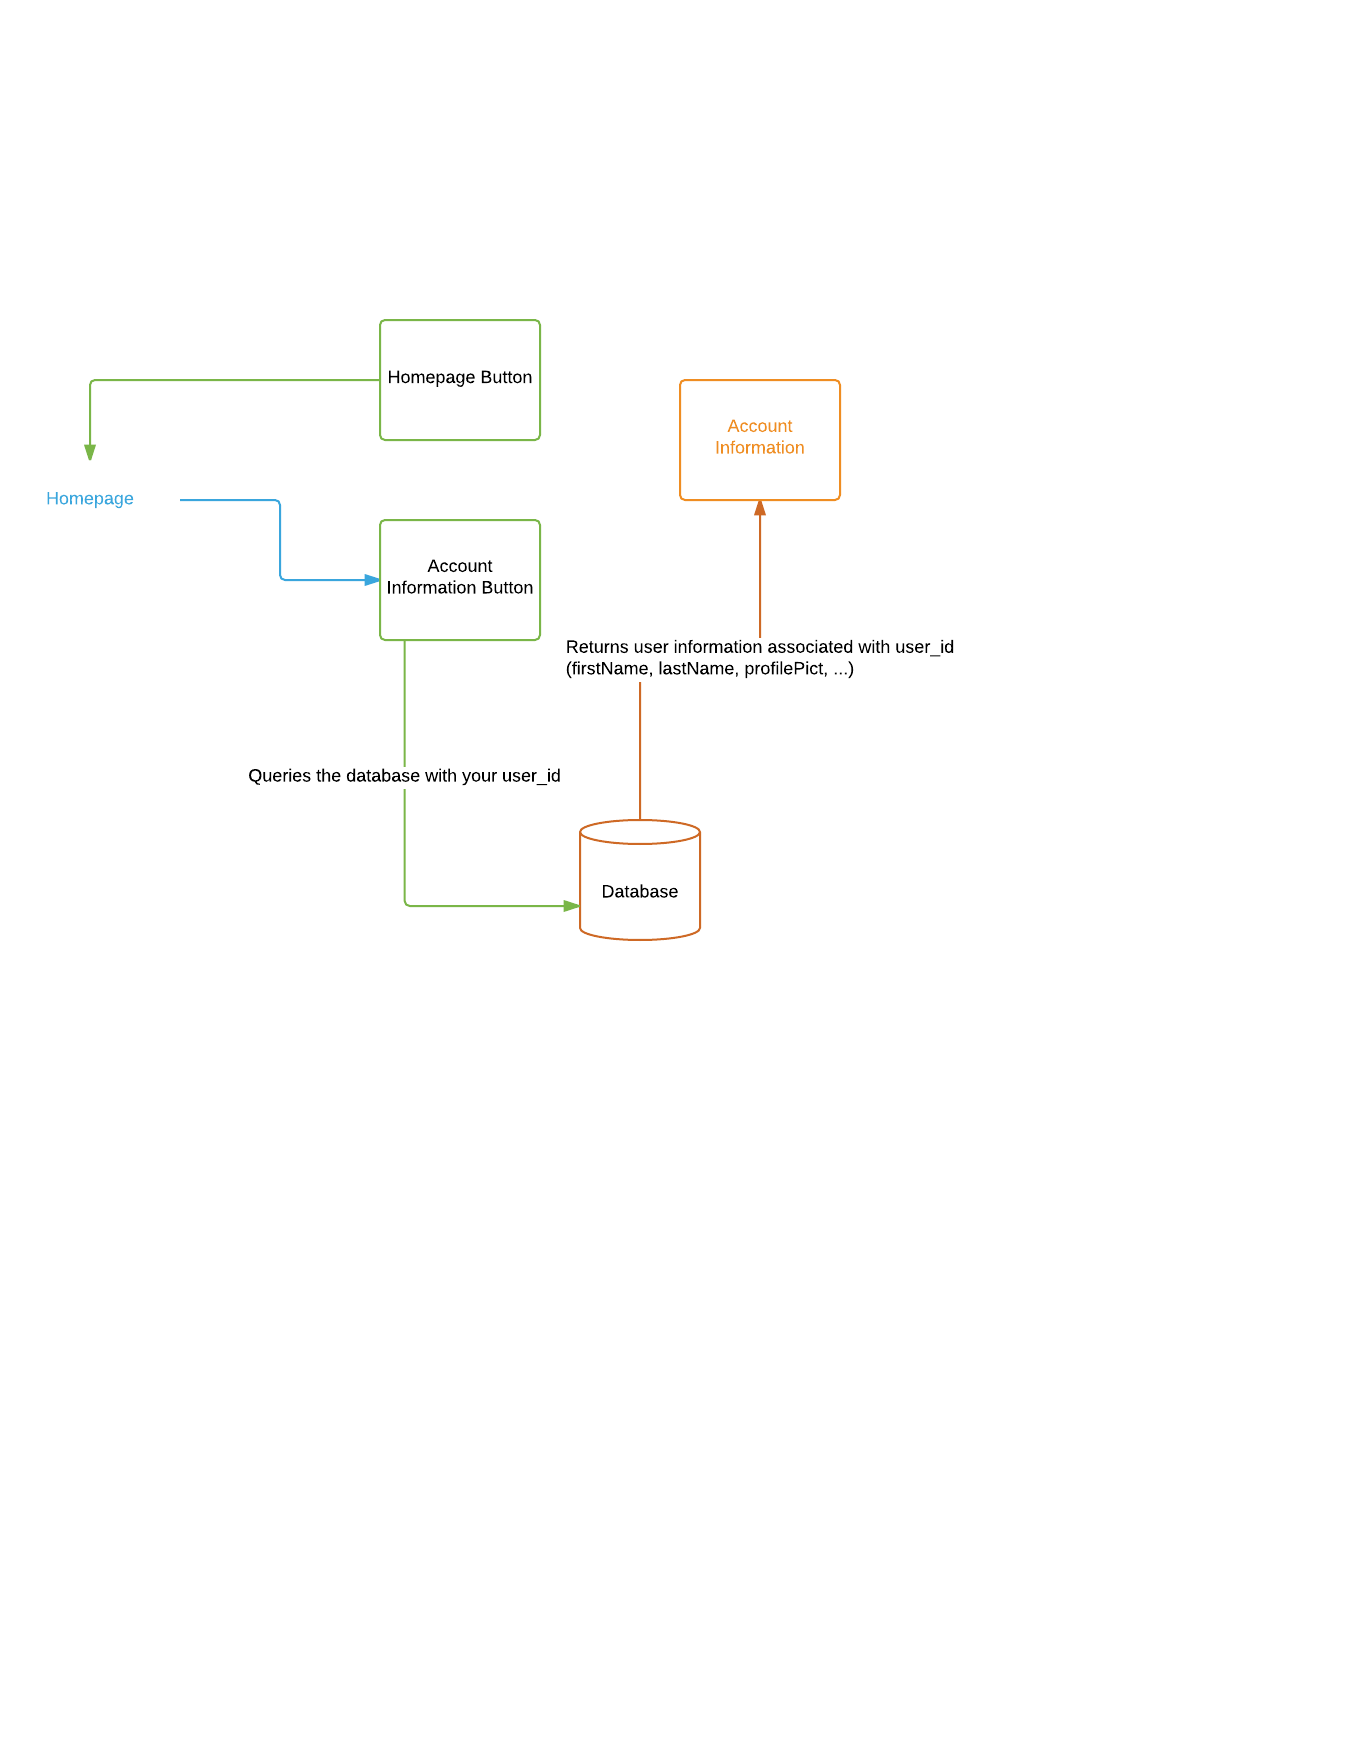 Homepage Button
Account
Information
Homepage
Account
Information Button
Returns user information associated with user_id
(firstName, lastName, profilePict, ...)
Queries the database with your user_id
Database